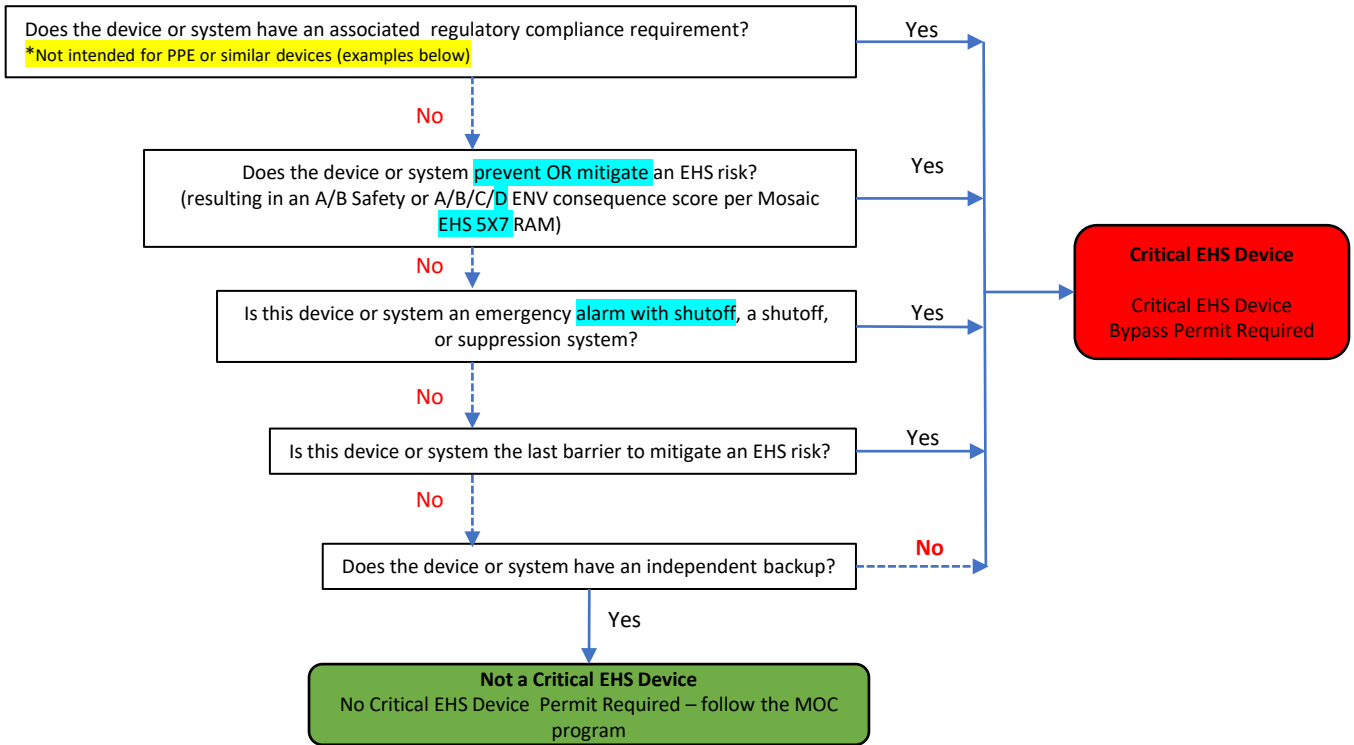 Does the device or system have an associated regulatory compliance requirement?
*Not intended for PPE or similar devices (examples below)
Yes
No
Does the device or system prevent OR mitigate an EHS risk?
(resulting in an A/B Safety or A/B/C/D ENV consequence score per Mosaic
EHS 5X7 RAM)
Yes
No
Is this device or system an emergency alarm with shutoff, a shutoff,
or suppression system?
Yes
Critical EHS Device
Critical EHS Device
Bypass Permit Required
No
Is this device or system the last barrier to mitigate an EHS risk?
Yes
No
Does the device or system have an independent backup?
No
Yes
Not a Critical EHS Device
No Critical EHS Device Permit Required – follow the MOC
program